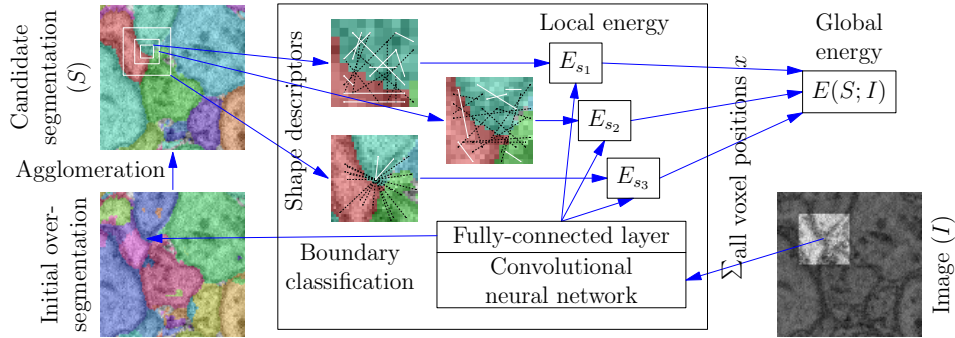 Candidate
segmentation
(S)
Agglomeration
Initial over-
segmentation
Shape descriptors
Boundary
classification
Local energy
E_{s_1}
E_{s_2}
E_{s_3}
Fully-connected layer
Convolutional
neural network
∑all voxel positions x
Global
energy
E(S; I)
Image (I)